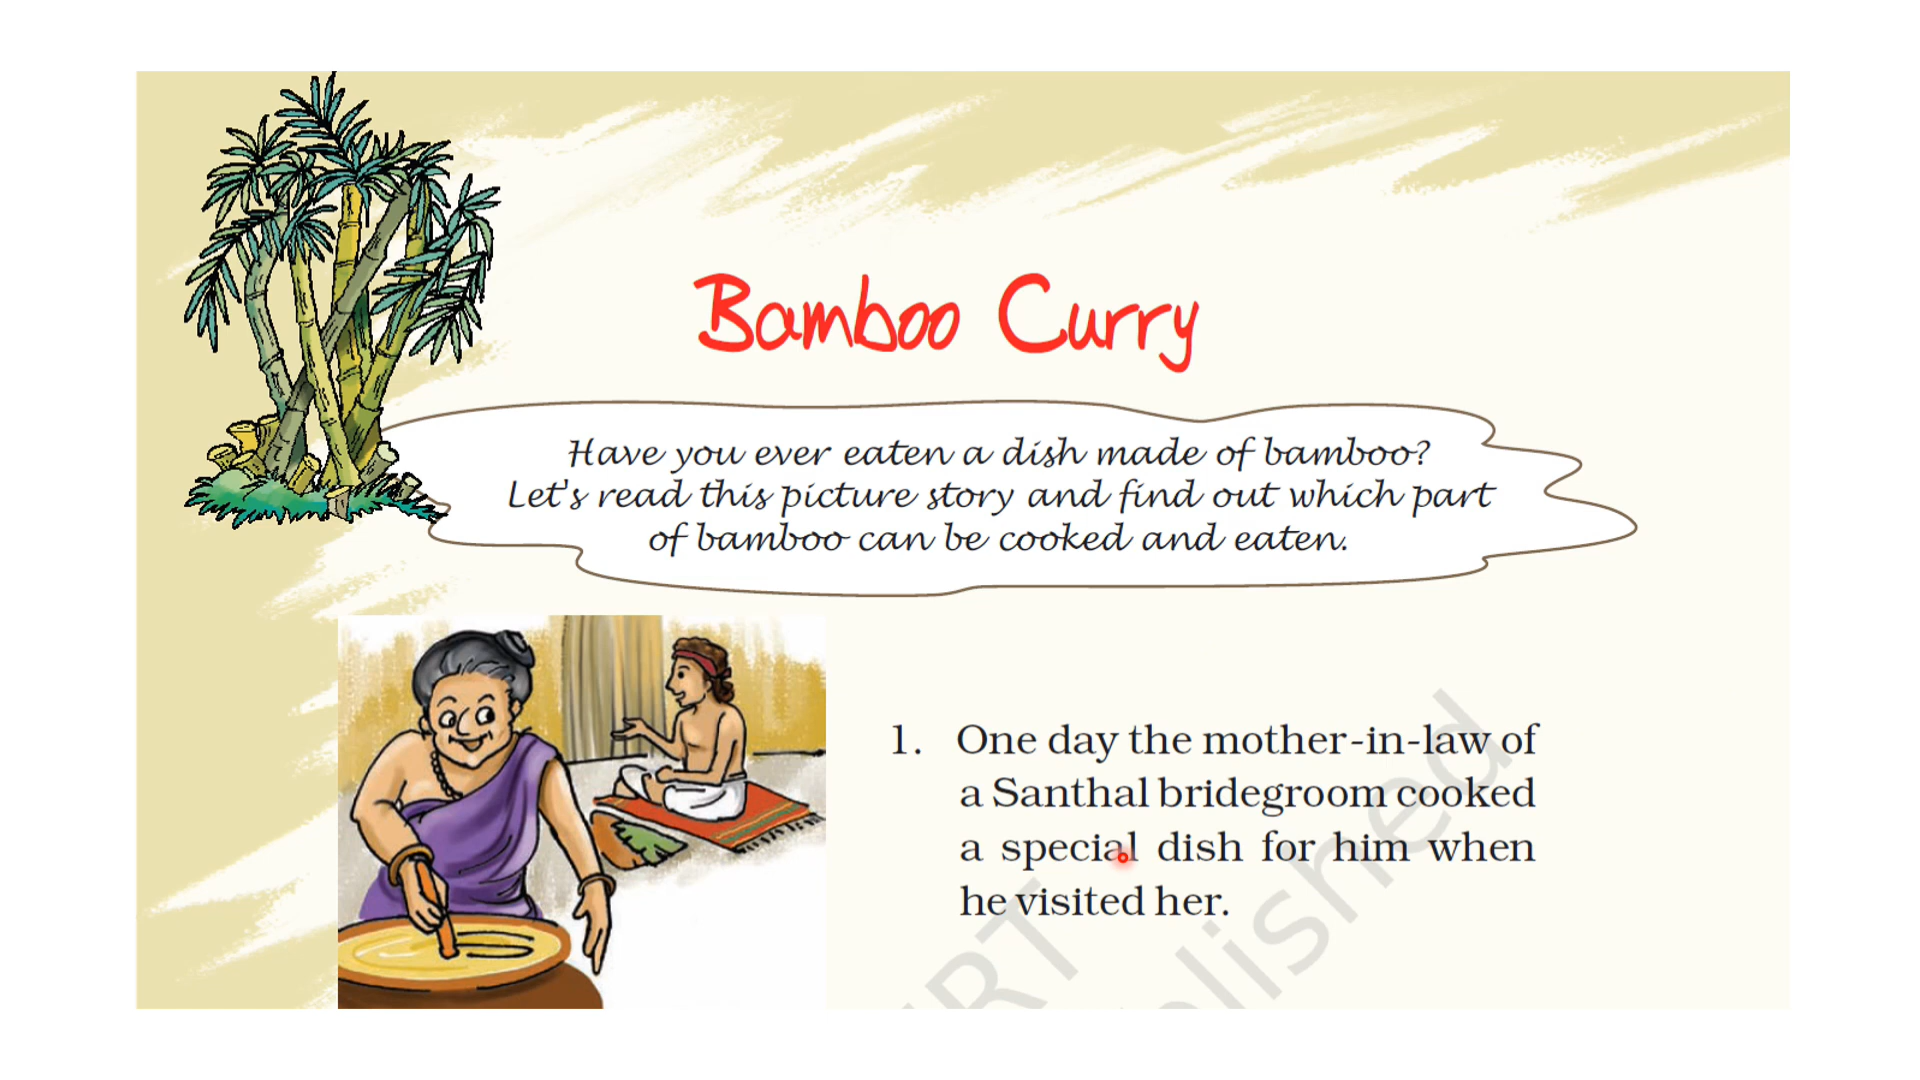 Bamboo Curry
Have you ever eaten a dish made of bamboo?
Let's read this picture story and find out which part
of bamboo can be cooked and eaten.
1. One day the mother-in-law of
a Santhal bridegroom cooked
a special dish for him when
he visited her.